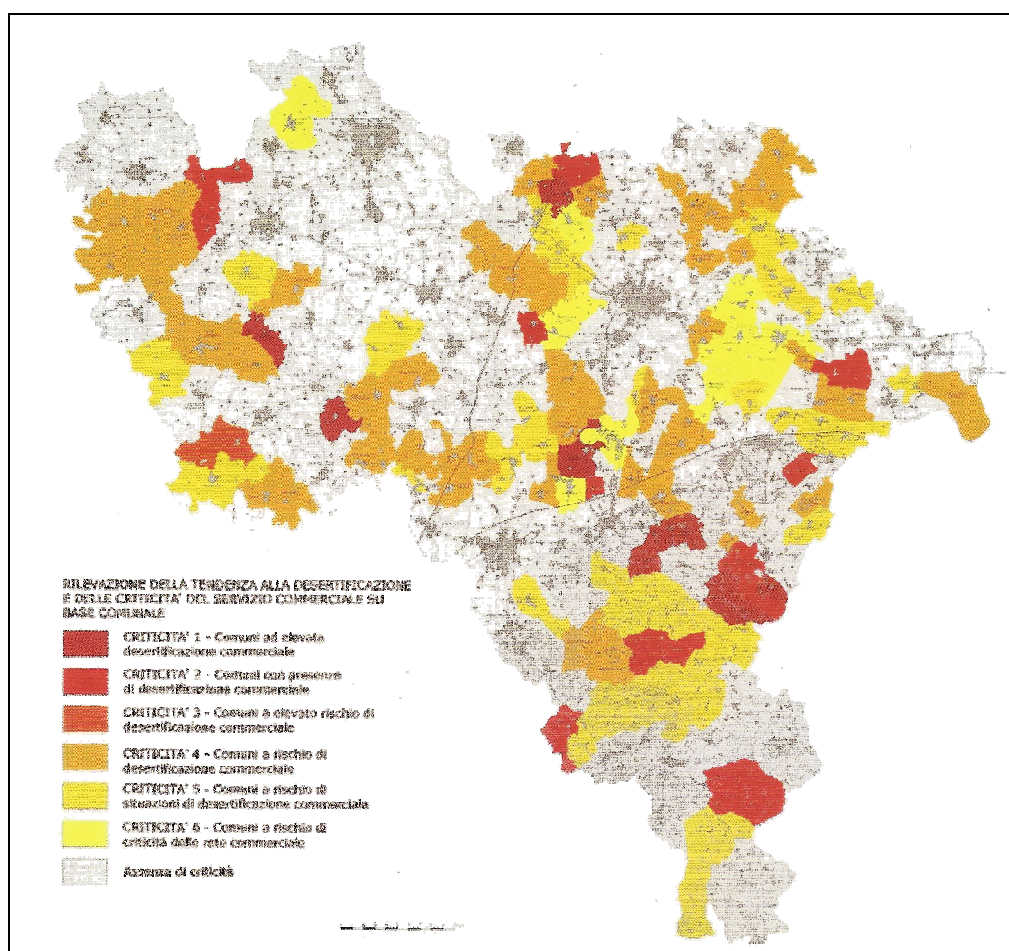 RILEVAZIONE DELLA TENDENZA ALLA DESERTIFICAZIONE
E DELLE CRITICITA' DEL SERVIZIO COMMERCIALE SU
BASE COMUNALE
CRITICITA' 1 - Comuni ad elevata
desertificazione commerciale
CRITICITA' 2 - Comuni con presenze
di desertificazione commerciale
CRITICITA' 3 - Comuni a elevato rischio di
desertificazione commerciale
CRITICITA' 4 - Comuni a rischio di
desertificazione commerciale
CRITICITA' 5 - Comuni a rischio di
situazioni di desertificazione commerciale
CRITICITA' 6 - Comuni a rischio di
criticità della rete commerciale
Assenza di criticità